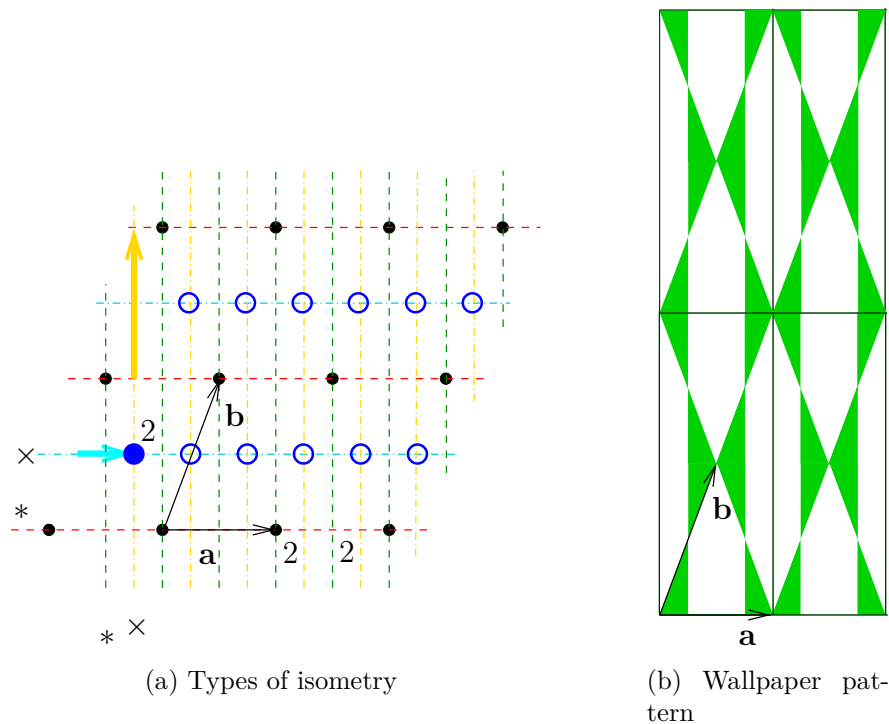 b
2
×
*
a
2
2
* ×
(a) Types of isometry
b
a
(b) Wallpaper pat-
tern